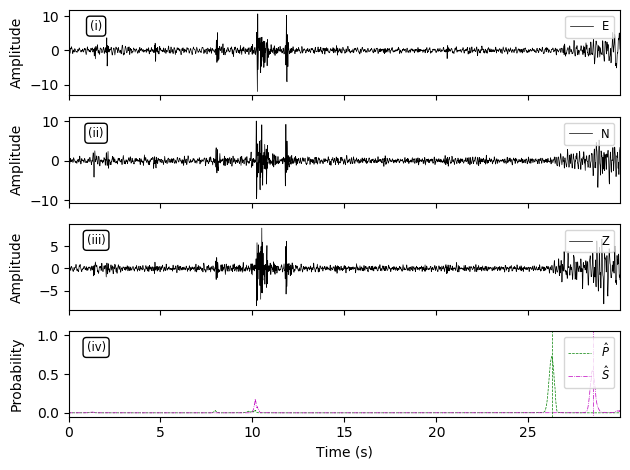 (i)
E
Amplitude
10
0
−10
(ii)
N
Amplitude
10
0
−10
(iii)
Z
Amplitude
5
0
−5
(iv)
P̂
Ŝ
Probability
1.0
0.5
0.0
0 5 10 15 20 25
Time (s)